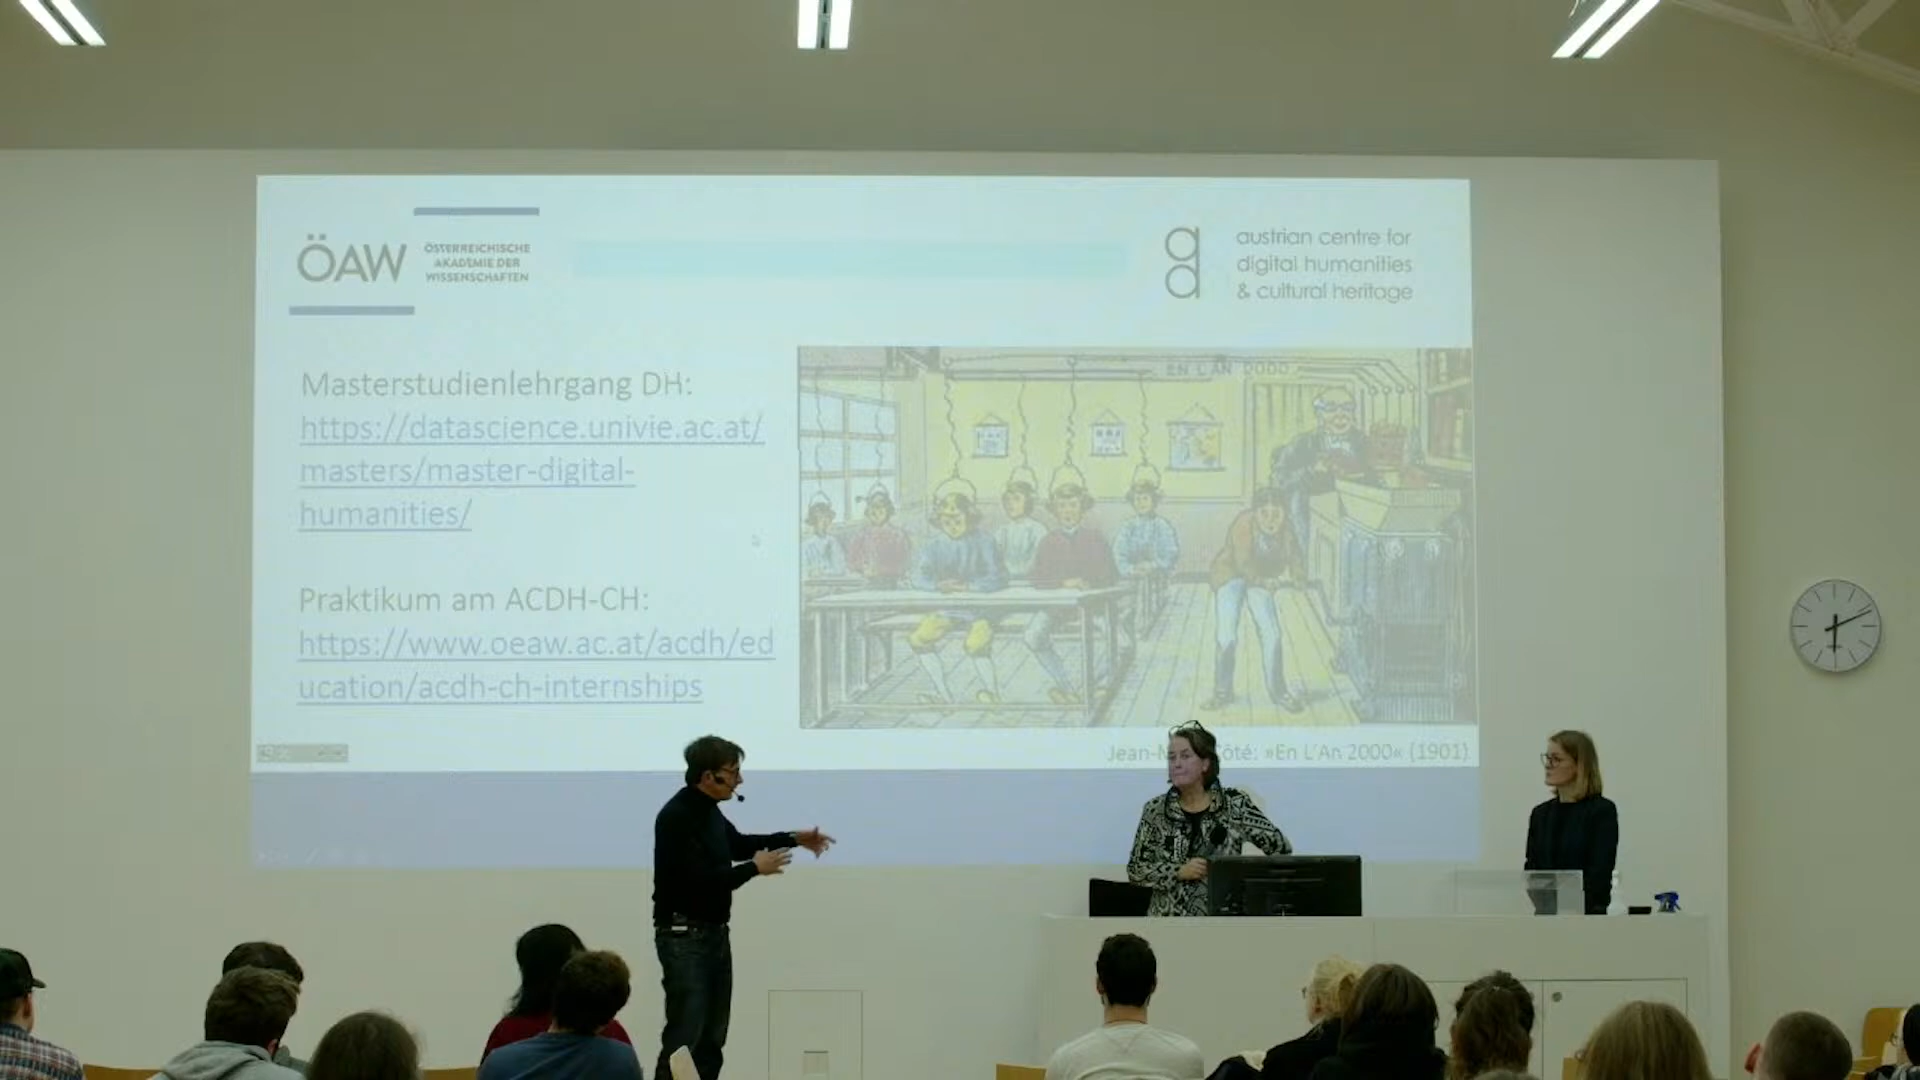 ÖAW
ÖSTERREICHISCHE
AKADEMIE DER
WISSENSCHAFTEN
austrian centre for
digital humanities
& cultural heritage
Masterstudienlehrgang DH:
https://datascience.univie.ac.at/
masters/master-digital-
humanities/
Praktikum am ACDH-CH:
https://www.oeaw.ac.at/acdh/ed
ucation/acdh-ch-internships
EN L'AN
Côté: »En L'An 2000« (1901)